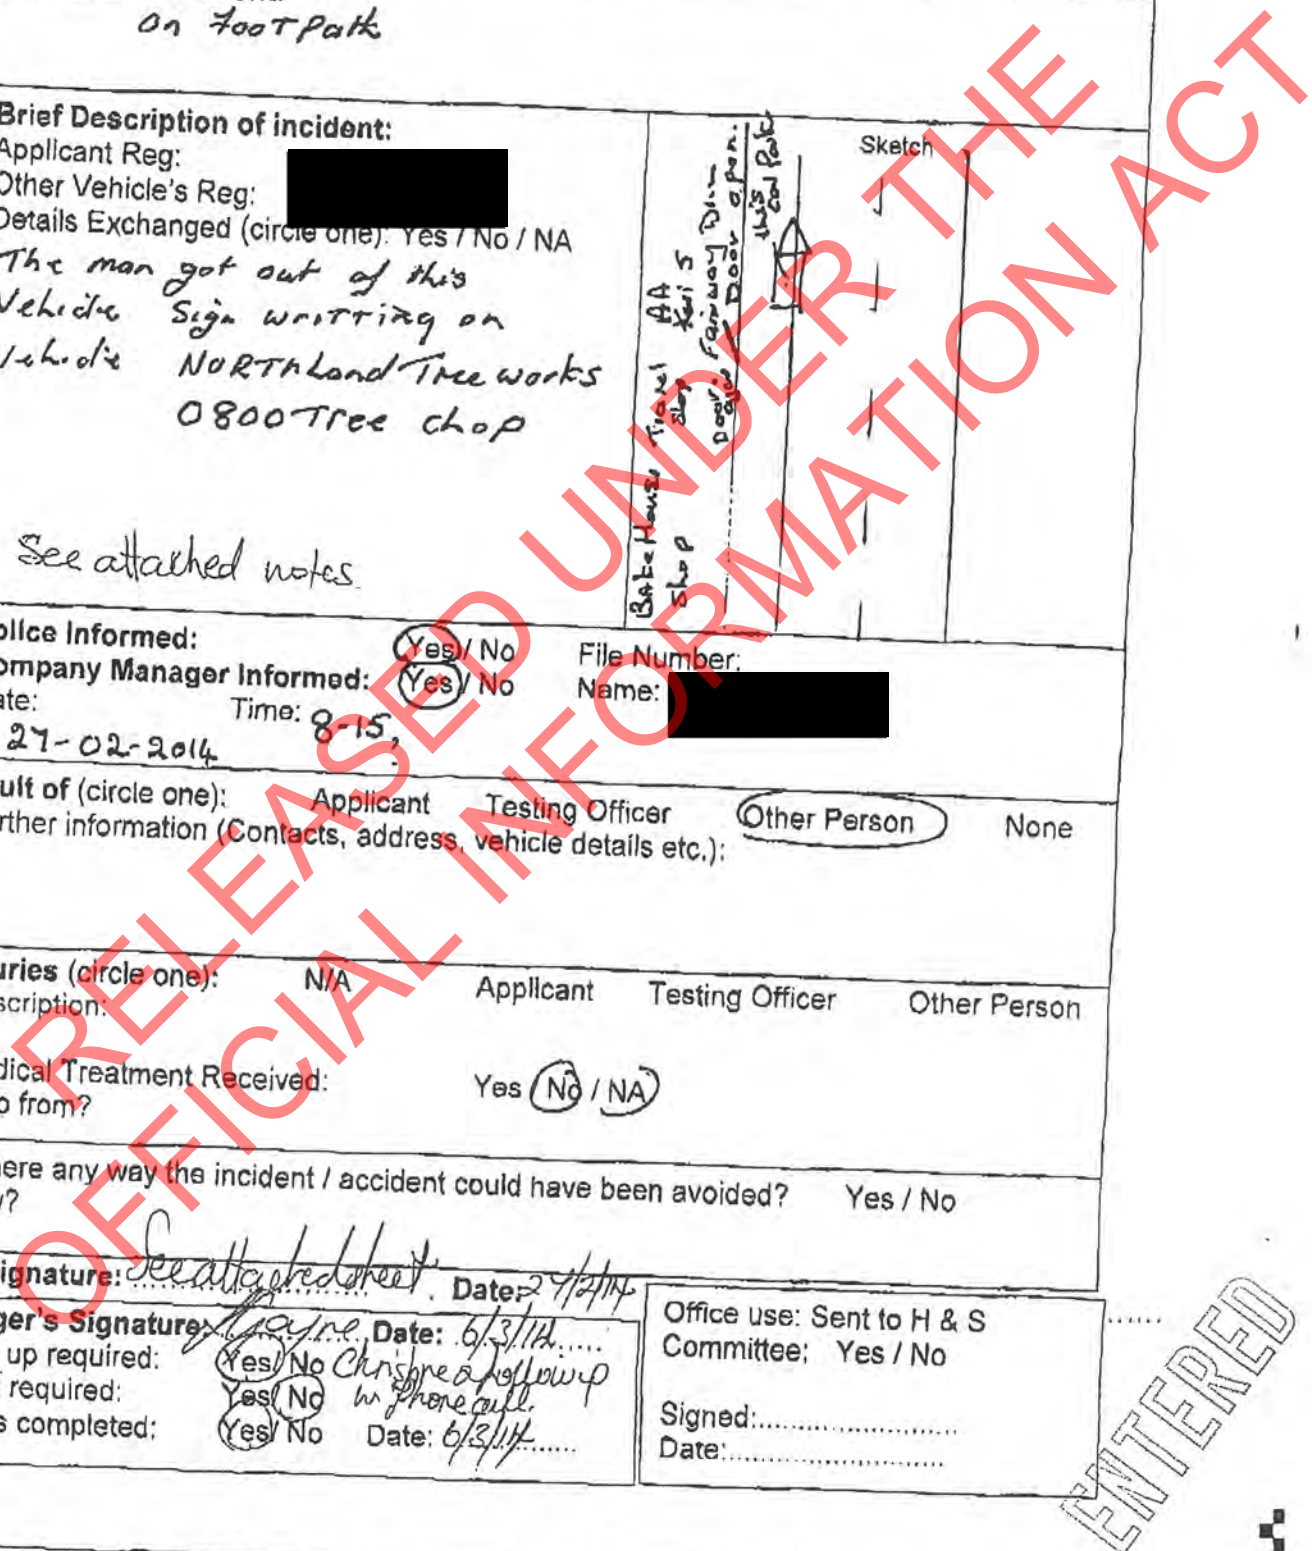 on FooT Path
Brief Description of incident:
Applicant Reg:
Other Vehicle's Reg:
Details Exchanged (circle one): Yes / No / NA
The man got out of this
Vehicle Sign wrotting on
Vehicle NORThLand Tree works
0800 Tree chop
See attached notes.
Sketch
BakeHouse
Shop
Travel
Shop
AA
Door
Door open.
this
Car Park
olice Informed: Yes / No
ompany Manager Informed: Yes / No
File Number:
Name:
ate: Time: 8-15,
27-02-2014
ult of (circle one): Applicant Testing Officer Other Person None
rther information (Contacts, address, vehicle details etc.):
uries (circle one): N/A Applicant Testing Officer Other Person
scription:
dical Treatment Received: Yes No / NA
o from?
ere any way the incident / accident could have been avoided? Yes / No
y?
ignature: See attached sheet. Date: 27/2/14
ger's Signature: Date: 6/3/14
up required: Yes / No
required: Yes / No in phone call.
s completed: Yes / No Date: 6/3/14
Office use: Sent to H & S
Committee: Yes / No
Signed:
Date:
ENTERED
RELEASED UNDER THE
OFFICIAL INFORMATION ACT